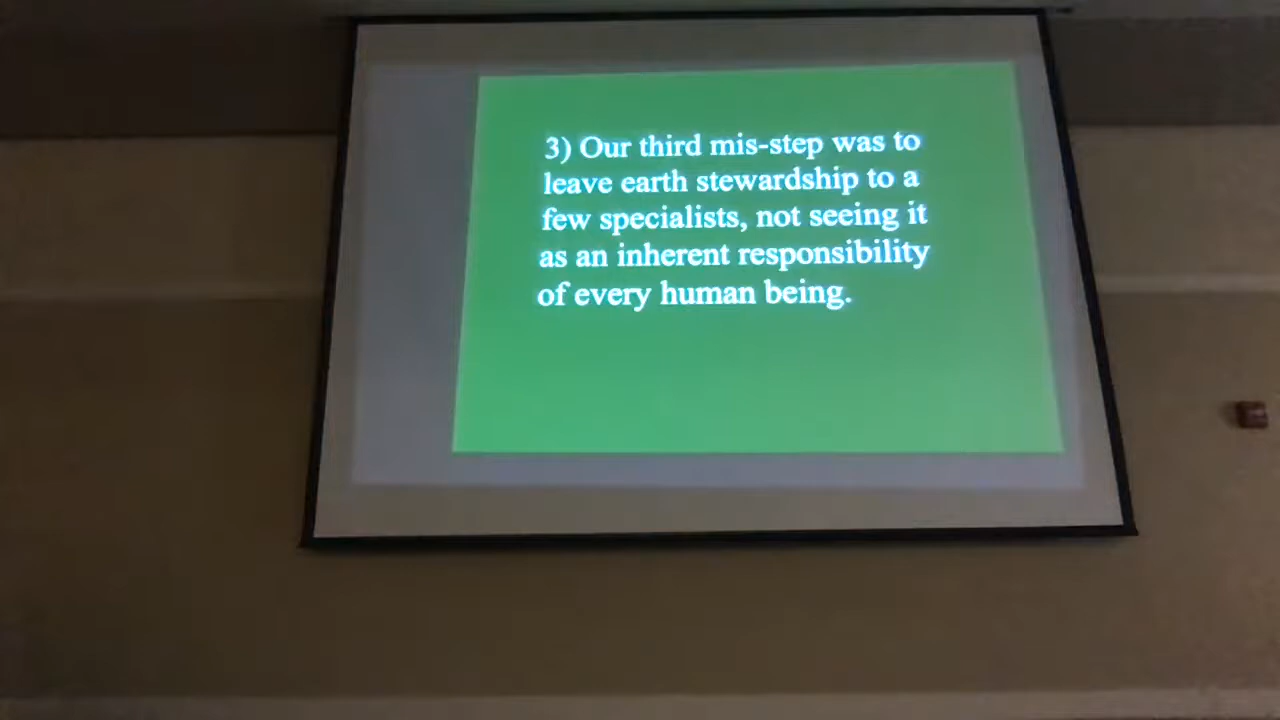 3) Our third mis-step was to
leave earth stewardship to a
few specialists, not seeing it
as an inherent responsibility
of every human being.